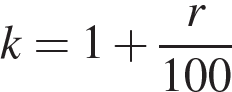 k = 1 + r/100